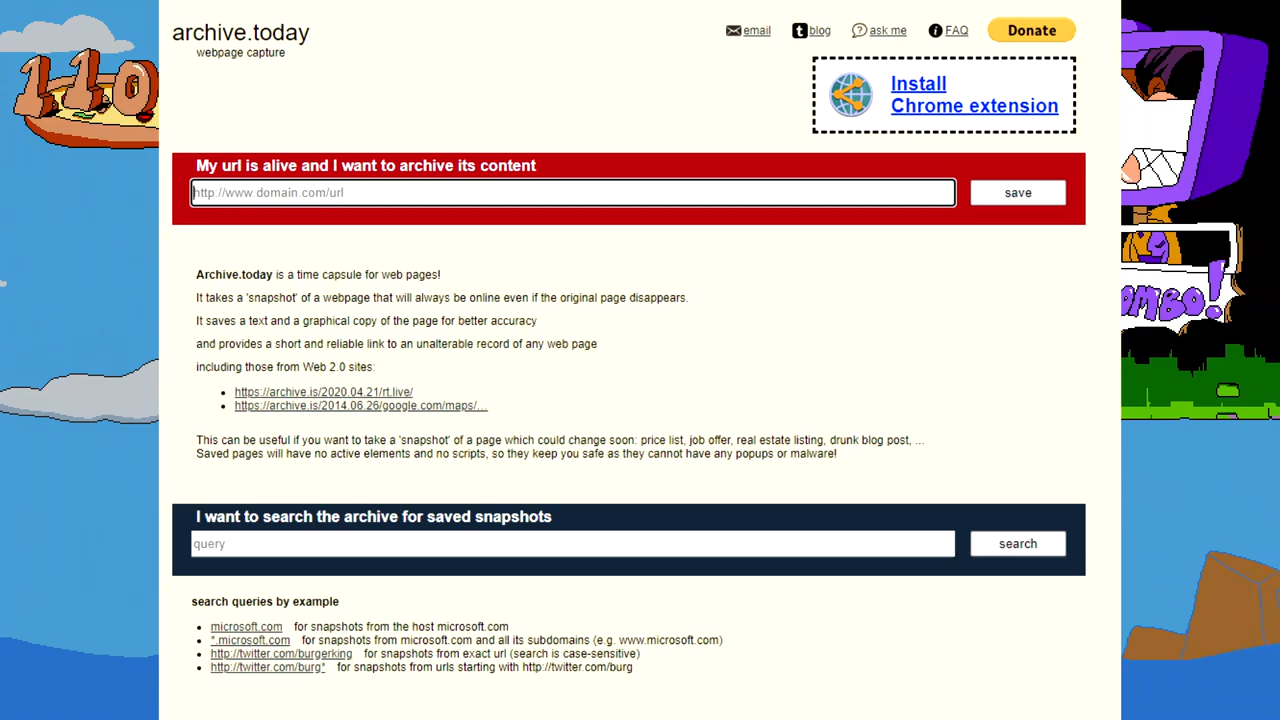 archive.today
webpage capture
email blog ask me FAQ Donate
Install
Chrome extension
My url is alive and I want to archive its content
http://www.domain.com/url save
Archive.today is a time capsule for web pages!
It takes a 'snapshot' of a webpage that will always be online even if the original page disappears.
It saves a text and a graphical copy of the page for better accuracy
and provides a short and reliable link to an unalterable record of any web page
including those from Web 2.0 sites:
https://archive.is/2020.04.21/rt.live/
https://archive.is/2014.06.26/google.com/maps/...
This can be useful if you want to take a 'snapshot' of a page which could change soon: price list, job offer, real estate listing, drunk blog post, ...
Saved pages will have no active elements and no scripts, so they keep you safe as they cannot have any popups or malware!
I want to search the archive for saved snapshots
query search
search queries by example
microsoft.com for snapshots from the host microsoft.com
*.microsoft.com for snapshots from microsoft.com and all its subdomains (e.g. www.microsoft.com)
http://twitter.com/burgerking for snapshots from exact url (search is case-sensitive)
http://twitter.com/burg* for snapshots from urls starting with http://twitter.com/burg
110